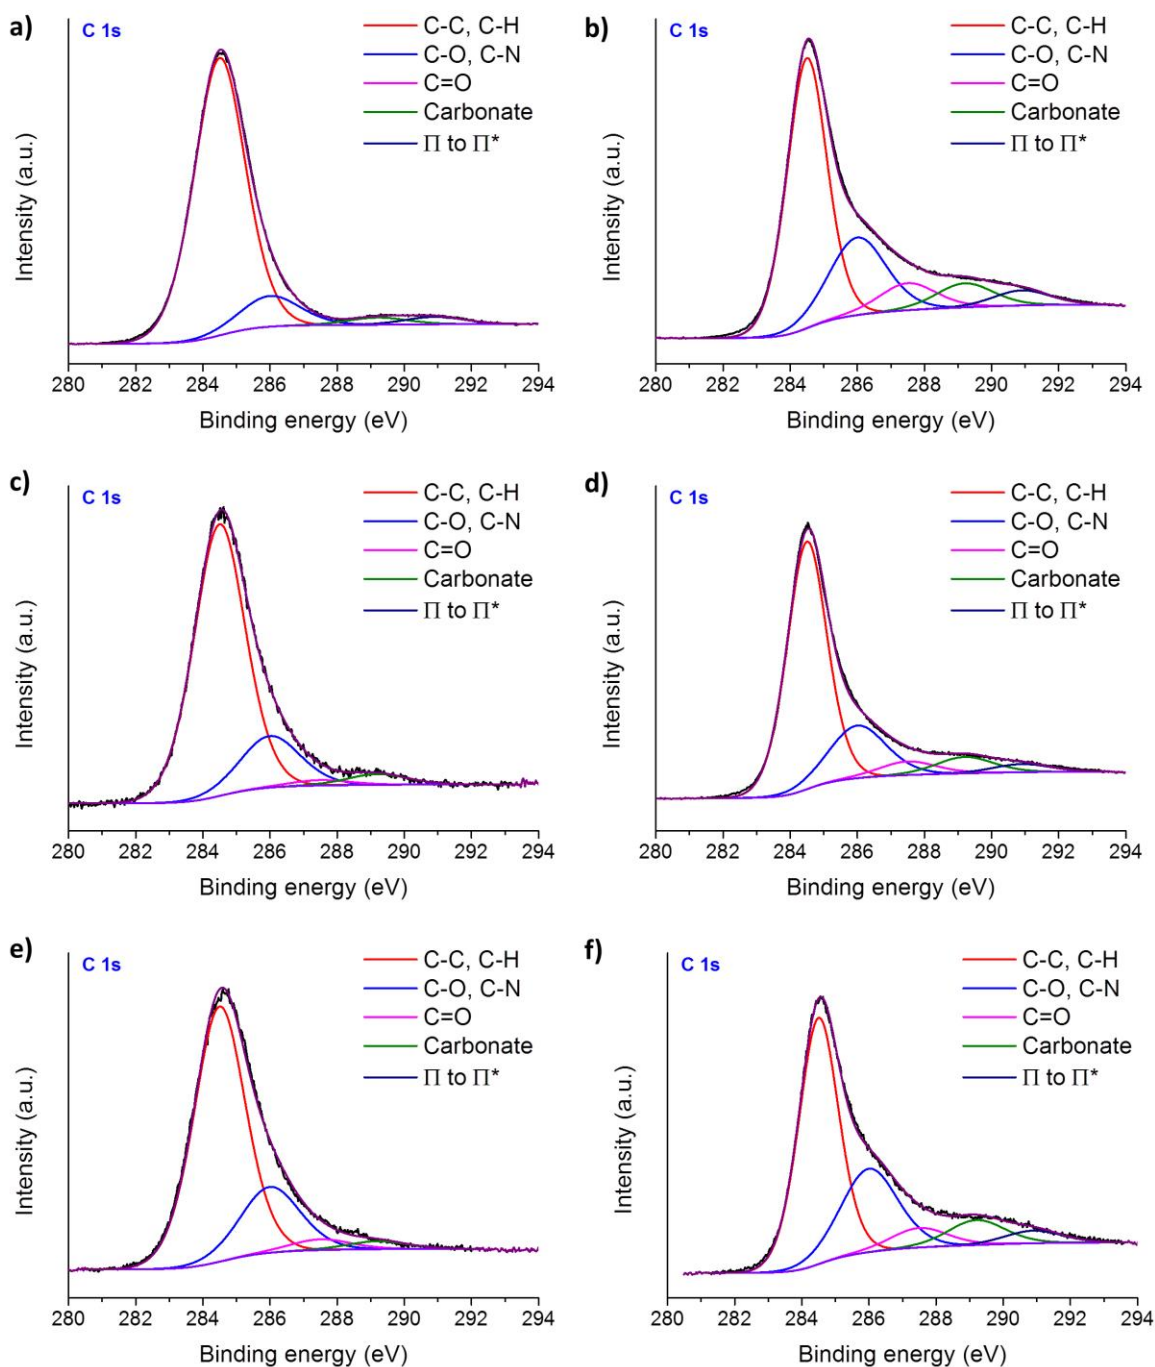 a)
C 1s
C-C, C-H
C-O, C-N
C=O
Carbonate
Π to Π*
Intensity (a.u.)
280 282 284 286 288 290 292 294
Binding energy (eV)
b)
C 1s
C-C, C-H
C-O, C-N
C=O
Carbonate
Π to Π*
Intensity (a.u.)
280 282 284 286 288 290 292 294
Binding energy (eV)
c)
C 1s
C-C, C-H
C-O, C-N
C=O
Carbonate
Π to Π*
Intensity (a.u.)
280 282 284 286 288 290 292 294
Binding energy (eV)
d)
C 1s
C-C, C-H
C-O, C-N
C=O
Carbonate
Π to Π*
Intensity (a.u.)
280 282 284 286 288 290 292 294
Binding energy (eV)
e)
C 1s
C-C, C-H
C-O, C-N
C=O
Carbonate
Π to Π*
Intensity (a.u.)
280 282 284 286 288 290 292 294
Binding energy (eV)
f)
C 1s
C-C, C-H
C-O, C-N
C=O
Carbonate
Π to Π*
Intensity (a.u.)
280 282 284 286 288 290 292 294
Binding energy (eV)